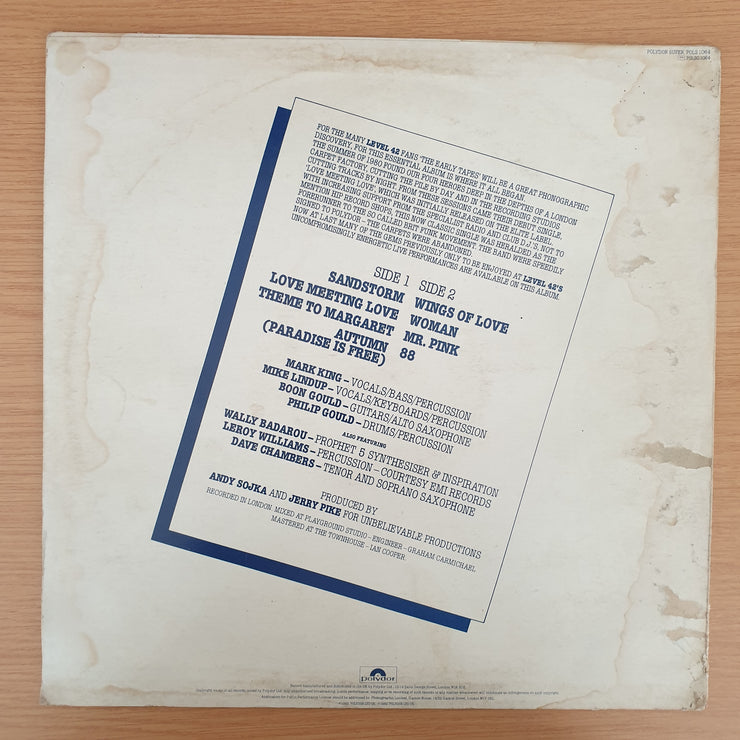 POLYDOR SUPER POLS 1064
FOR THE MANY LEVEL 42 FANS 'THE EARLY TAPES' WILL BE A GREAT PHONOGRAPHIC
DISCOVERY, FOR THIS ESSENTIAL ALBUM IS WHERE IT ALL BEGAN.
THE SUMMER OF 1980 FOUND OUR FOUR HEROES DEEP IN THE DEPTHS OF A LONDON
CARPET FACTORY, CUTTING THE PILE BY DAY AND IN THE RECORDING STUDIOS
CUTTING TRACKS BY NIGHT. FROM THESE SESSIONS CAME THEIR DEBUT SINGLE,
'LOVE MEETING LOVE', WHICH WAS INITIALLY RELEASED ON THE ELITE LABEL.
WITH INCREASING SUPPORT FROM THE SPECIALIST RADIO AND CLUB D.J.'S, NOT TO
MENTION HIP RECORD SHOPS, THIS NOW CLASSIC SINGLE WAS HERALDED AS THE
FORERUNNER TO THE SO CALLED BRIT FUNK MOVEMENT. THE BAND WERE SPEEDILY
SIGNED TO POLYDOR – THE CARPETS WERE ABANDONED.
NOW AT LAST MANY OF THE GEMS PREVIOUSLY ONLY TO BE ENJOYED AT LEVEL 42'S
UNCOMPROMISINGLY ENERGETIC LIVE PERFORMANCES ARE AVAILABLE ON THIS ALBUM.
SIDE 1 SIDE 2
SANDSTORM WINGS OF LOVE
LOVE MEETING LOVE WOMAN
THEME TO MARGARET MR. PINK
AUTUMN 88
(PARADISE IS FREE)
MARK KING – VOCALS/BASS/PERCUSSION
MIKE LINDUP – VOCALS/KEYBOARDS/PERCUSSION
BOON GOULD – GUITARS/ALTO SAXOPHONE
PHILIP GOULD – DRUMS/PERCUSSION
ALSO FEATURING
WALLY BADAROU – PROPHET 5 SYNTHESISER & INSPIRATION
LEROY WILLIAMS – PERCUSSION – COURTESY EMI RECORDS
DAVE CHAMBERS – TENOR AND SOPRANO SAXOPHONE
PRODUCED BY
ANDY SOJKA AND JERRY PIKE FOR UNBELIEVABLE PRODUCTIONS
RECORDED IN LONDON. MIXED AT PLAYGROUND STUDIO – ENGINEER – GRAHAM CARMICHAEL
MASTERED AT THE TOWNHOUSE – IAN COOPER.
polydor